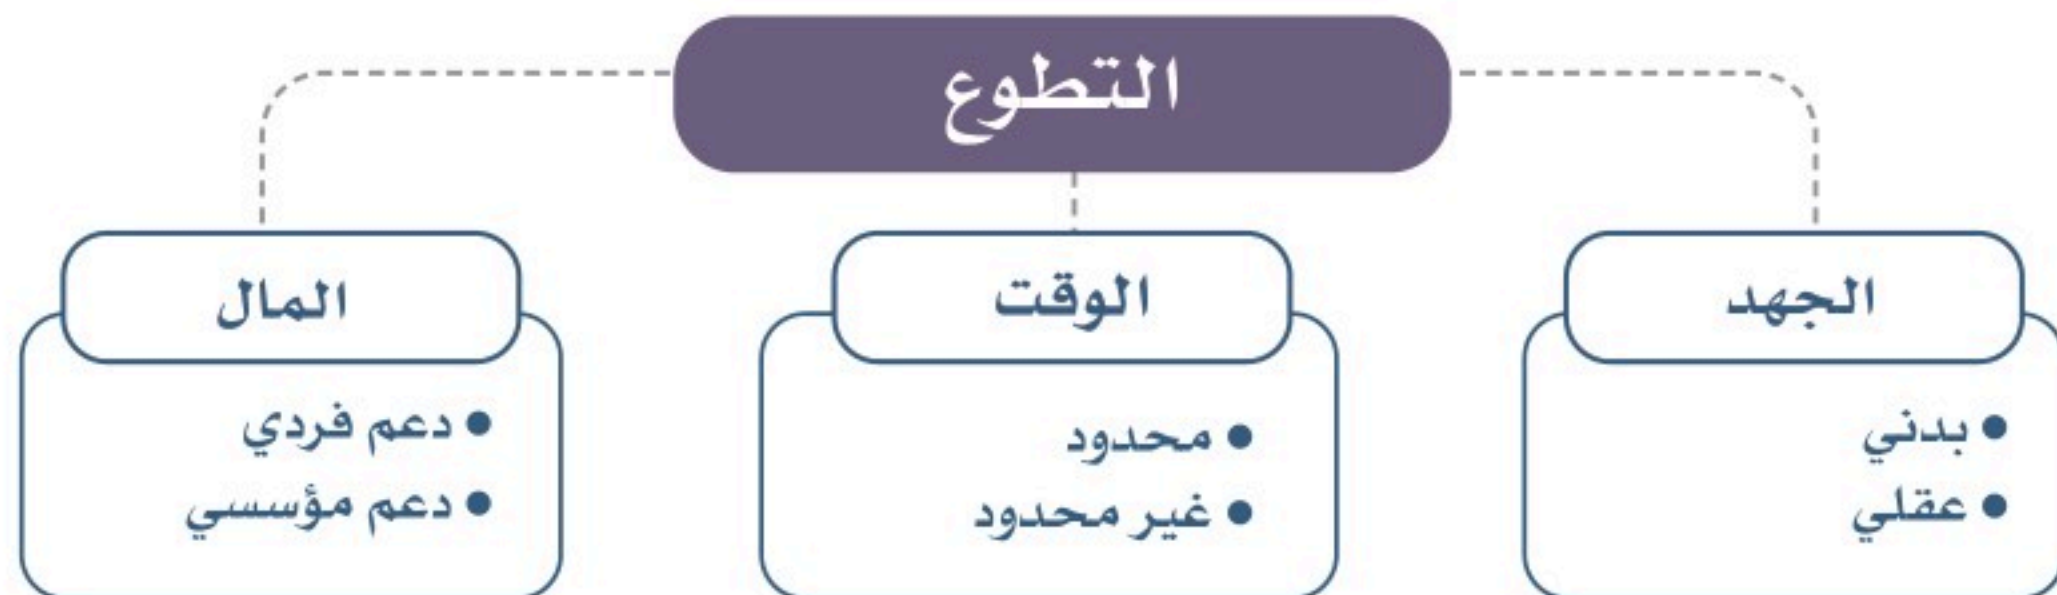 التطوع
الجهد
• بدني
• عقلي
الوقت
• محدود
• غير محدود
المال
• دعم فردي
• دعم مؤسسي